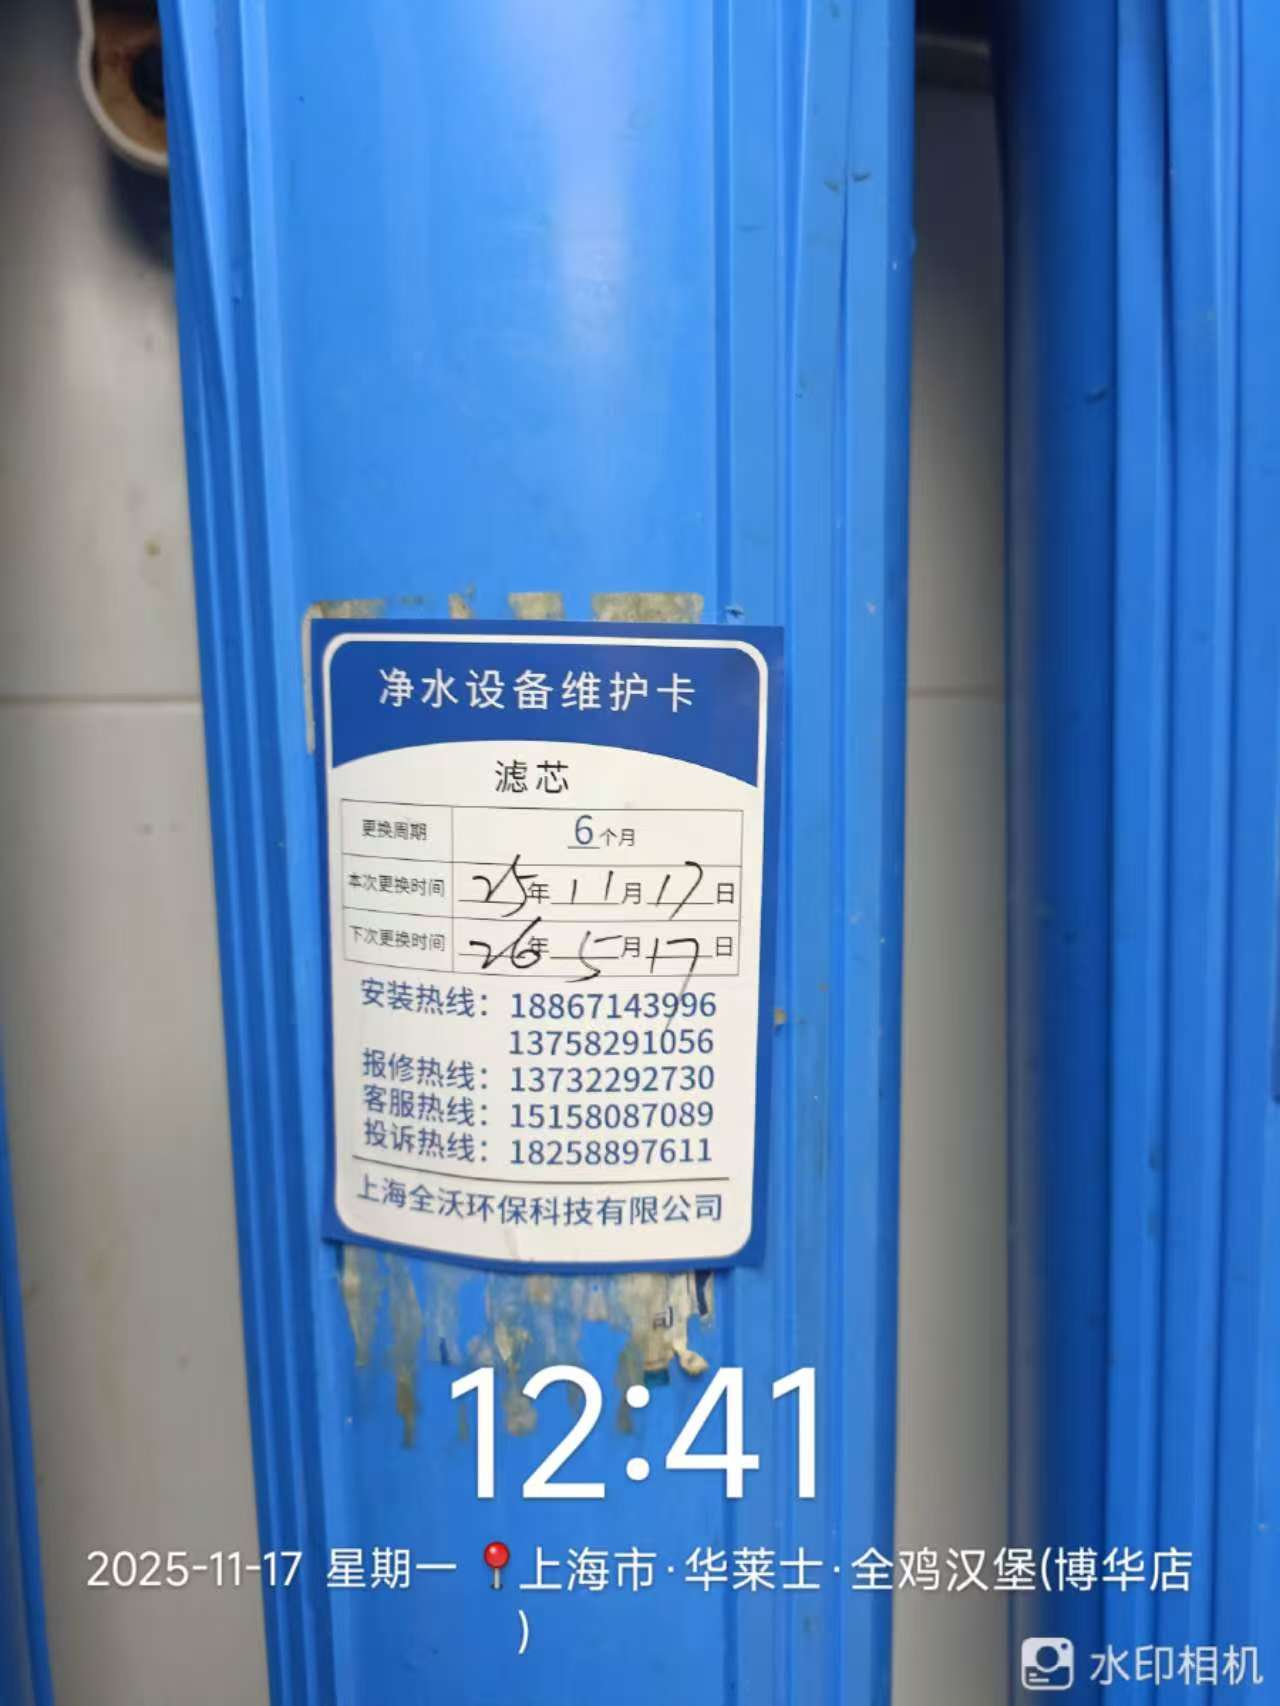 净水设备维护卡
滤芯
更换周期 6个月
本次更换时间 25年11月17日
下次更换时间 26年5月17日
安装热线：18867143996
13758291056
报修热线：13732292730
客服热线：15158087089
投诉热线：18258897611
上海全沃环保科技有限公司
司
12:41
2025-11-17 星期一 📍上海市·华莱士·全鸡汉堡(博华店
)
水印相机